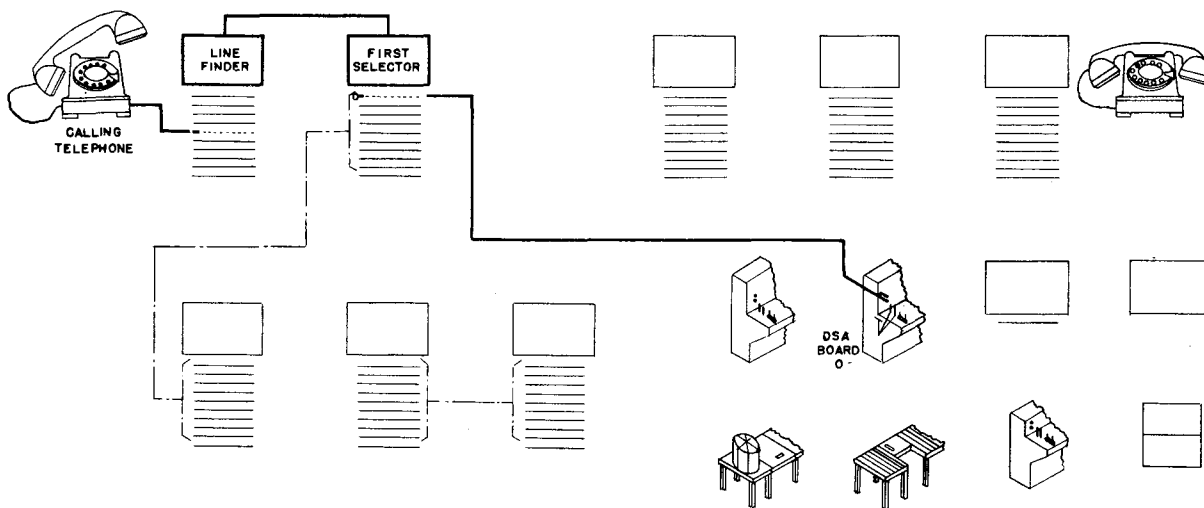 LINE
FINDER
FIRST
SELECTOR
CALLING
TELEPHONE
DSA
BOARD
O